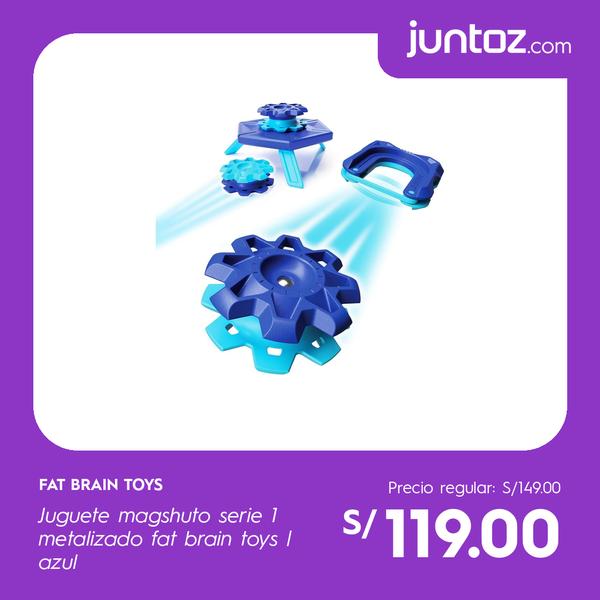 juntoz.com
FAT BRAIN TOYS
Juguete magshuto serie 1
metalizado fat brain toys |
azul
Precio regular: S/149.00
S/119.00